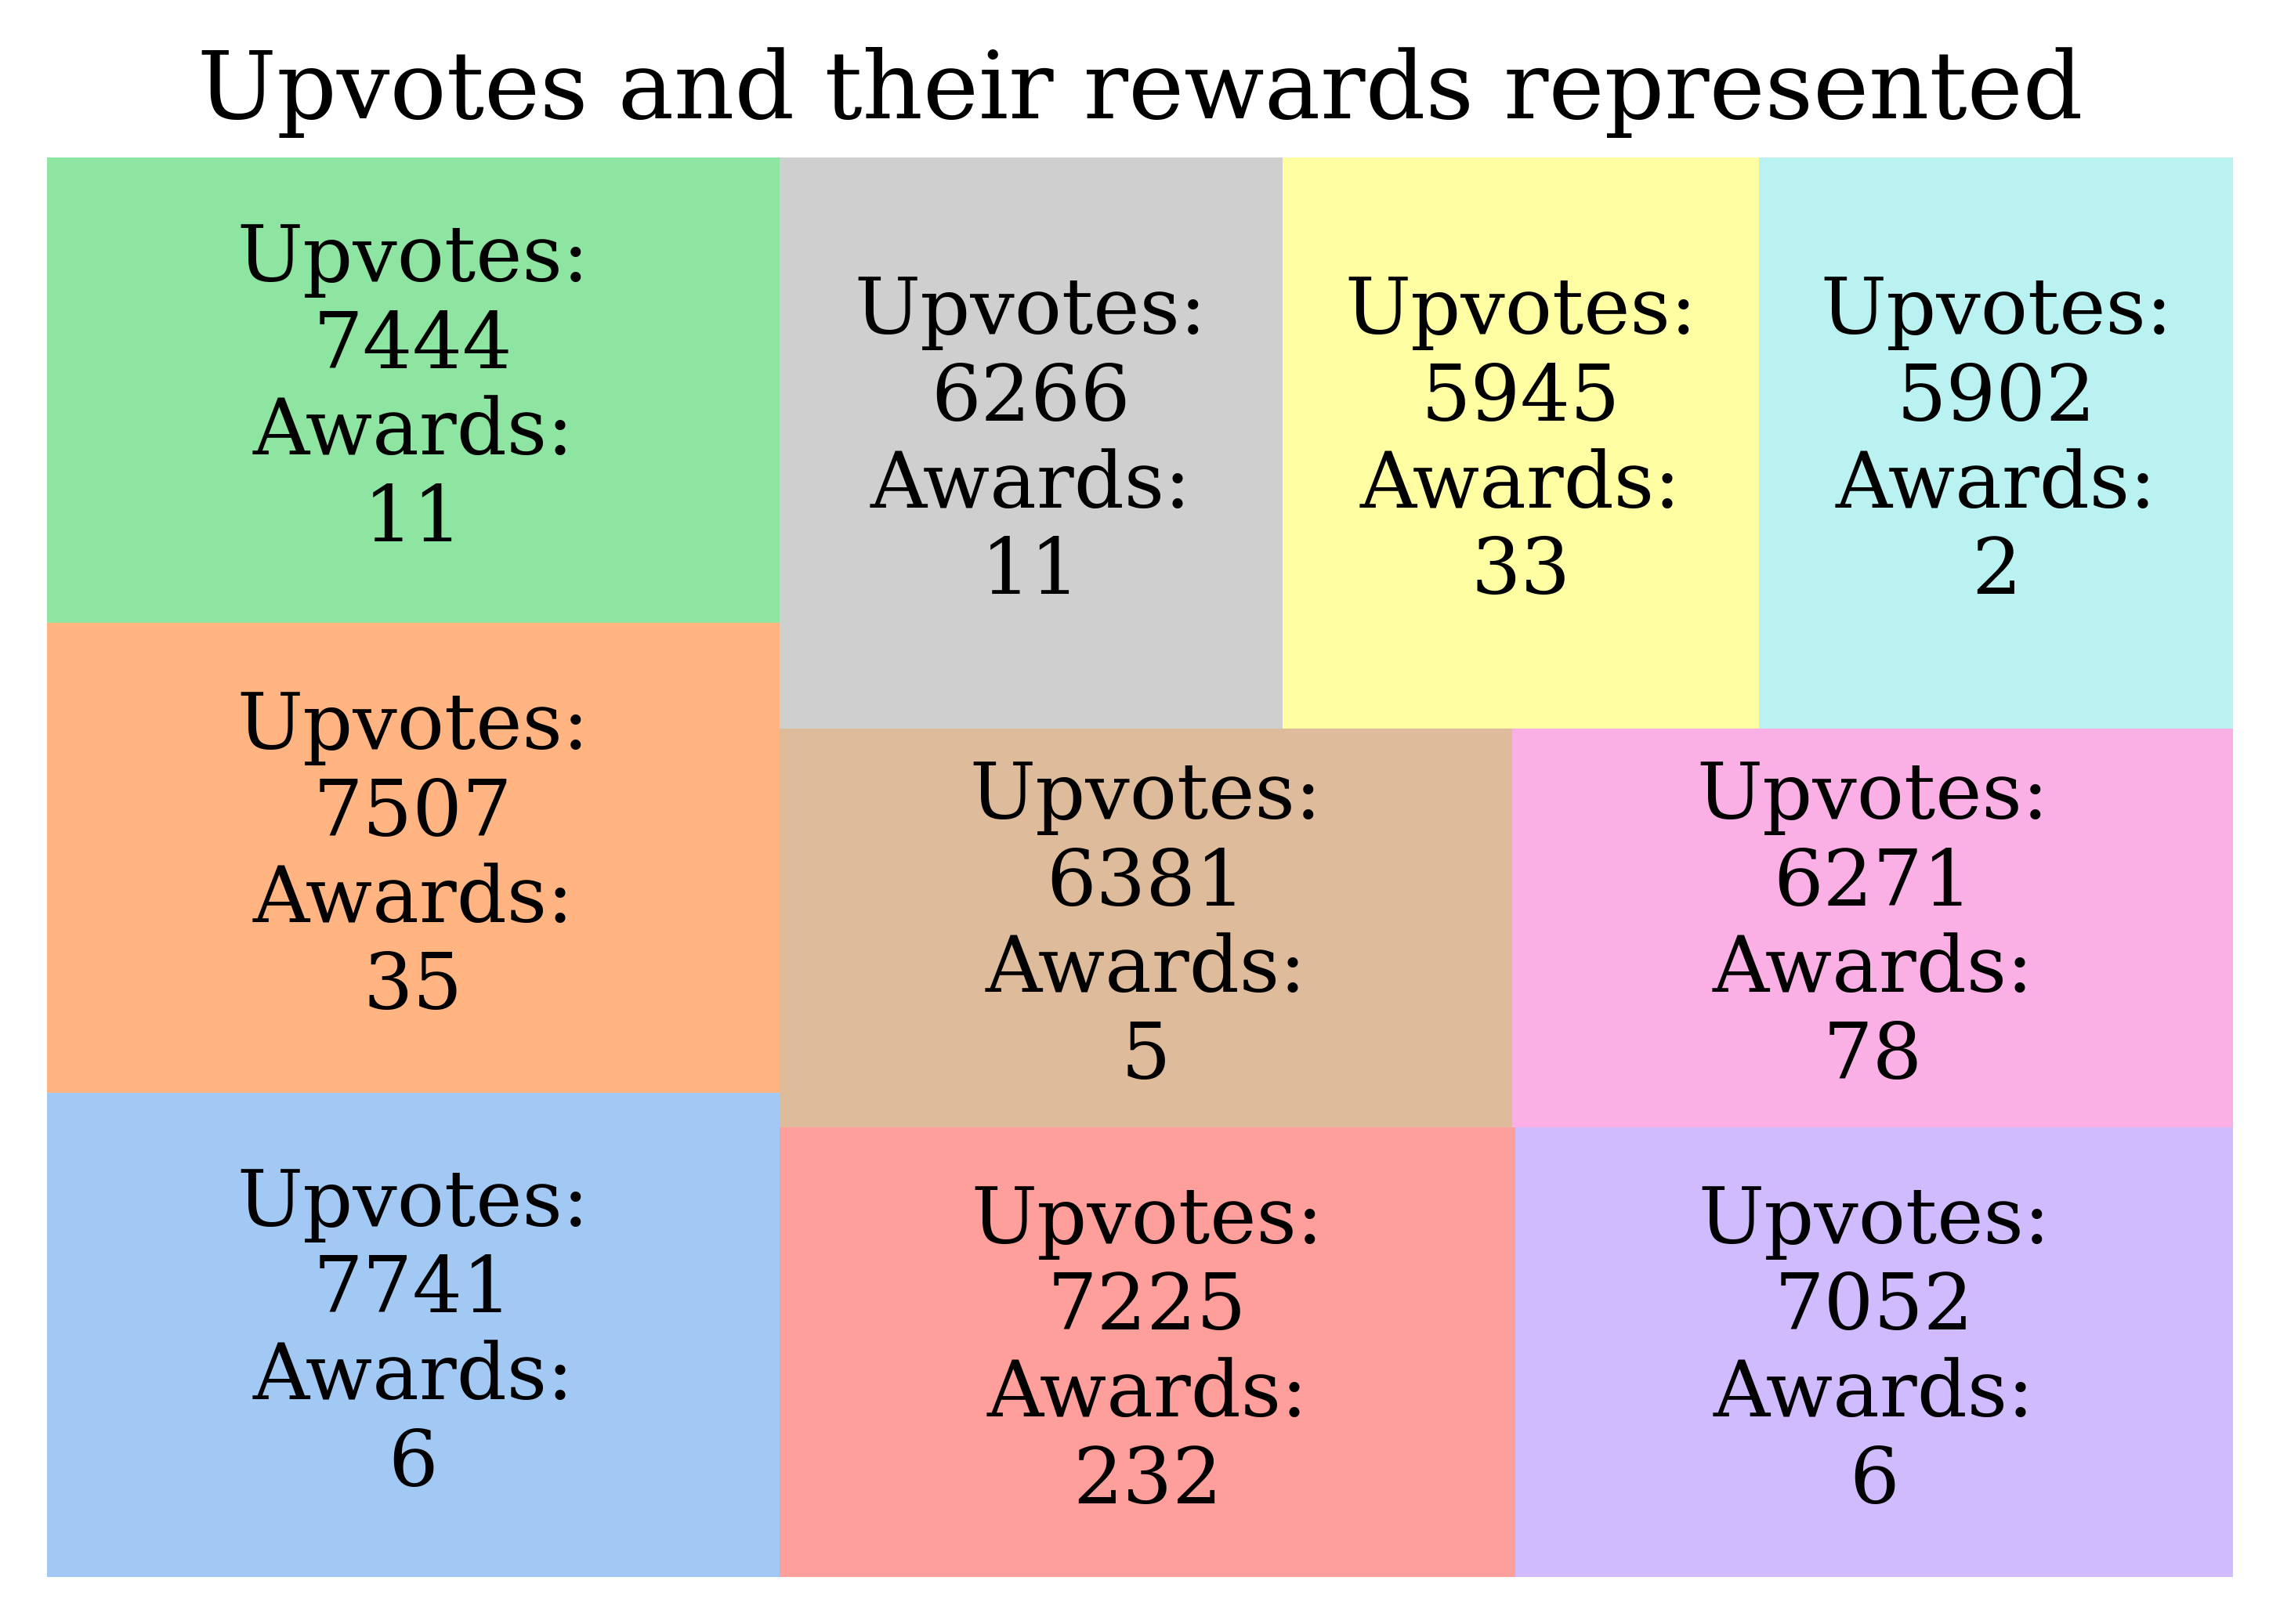 Upvotes and their rewards represented
Upvotes:
7444
Awards:
11
Upvotes:
6266
Awards:
11
Upvotes:
5945
Awards:
33
Upvotes:
5902
Awards:
2
Upvotes:
7507
Awards:
35
Upvotes:
6381
Awards:
5
Upvotes:
6271
Awards:
78
Upvotes:
7741
Awards:
6
Upvotes:
7225
Awards:
232
Upvotes:
7052
Awards:
6